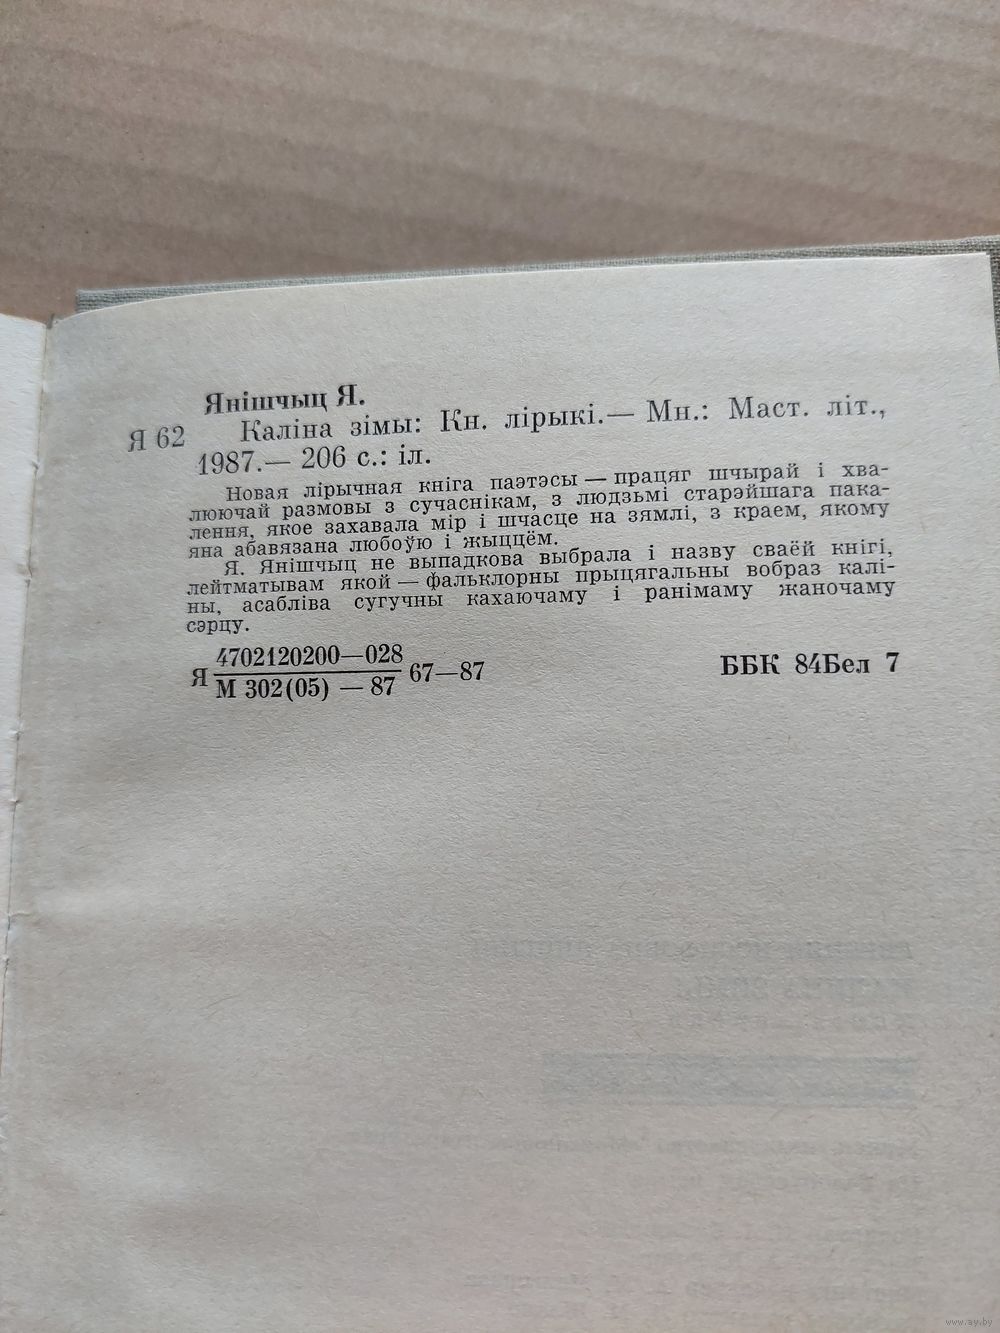 Янішчыц Я.
Я 62 Каліна зімы: Кн. лірыкі.— Мн.: Маст. літ.,
1987.— 206 с.: іл.
Новая лірычная кніга паэтэсы — працяг шчырай і хва-
люючай размовы з сучаснікам, з людзьмі старэйшага пака-
лення, якое захавала мір і шчасце на зямлі, з краем, якому
яна абавязана любоўю і жыццём.
Я. Янішчыц не выпадкова выбрала і назву сваёй кнігі,
лейтматывам якой — фальклорны прыцягальны вобраз калі-
ны, асабліва сугучны кахаючаму і ранімаму жаночаму
сэрцу.
Я 4702120200—028
М 302(05) — 87 67—87 ББК 84Бел 7
www.ay.by